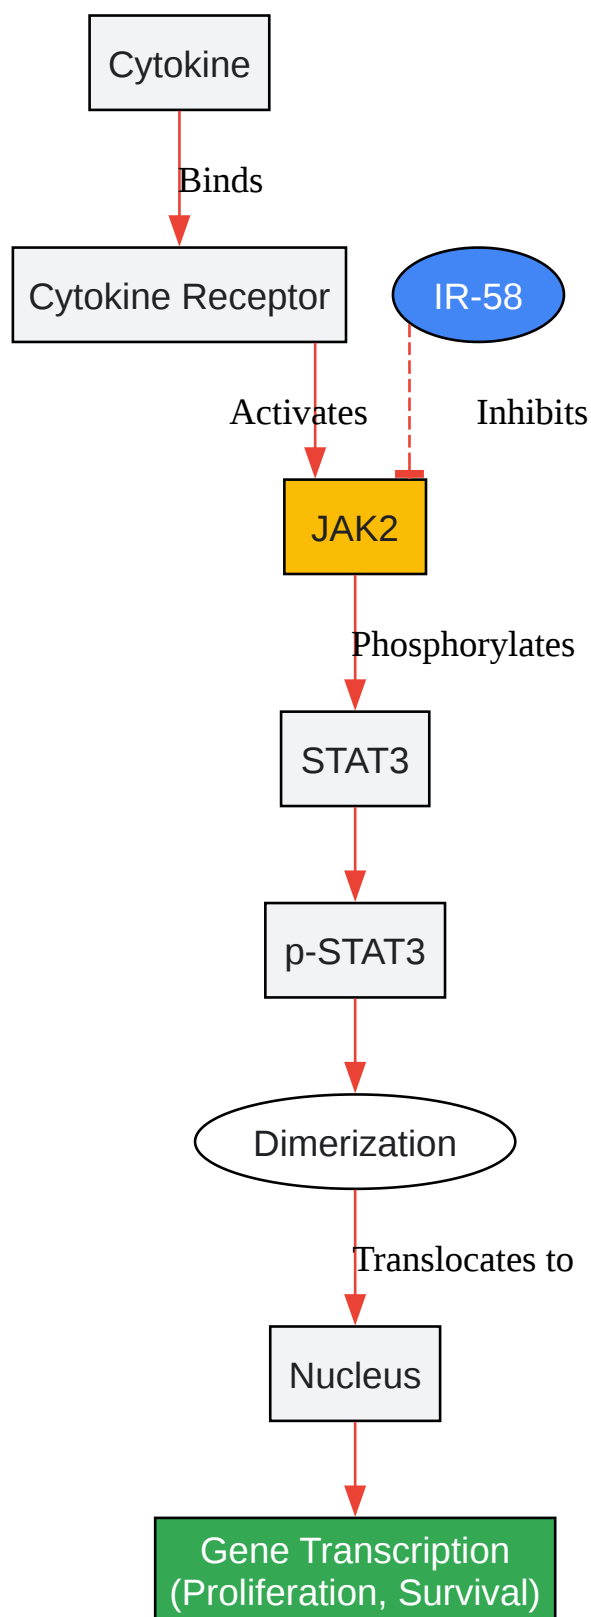 Cytokine
Binds
Cytokine Receptor
IR-58
Activates
Inhibits
JAK2
Phosphorylates
STAT3
p-STAT3
Dimerization
Translocates to
Nucleus
Gene Transcription
(Proliferation, Survival)